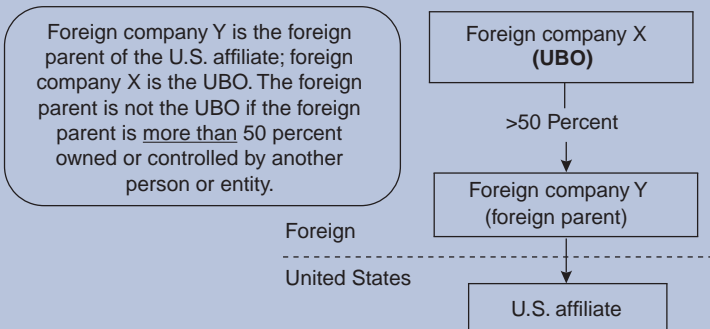 Foreign company Y is the foreign
parent of the U.S. affiliate; foreign
company X is the UBO. The foreign
parent is not the UBO if the foreign
parent is more than 50 percent
owned or controlled by another
person or entity.
Foreign company X
(UBO)
>50 Percent
Foreign company Y
(foreign parent)
Foreign
United States
U.S. affiliate